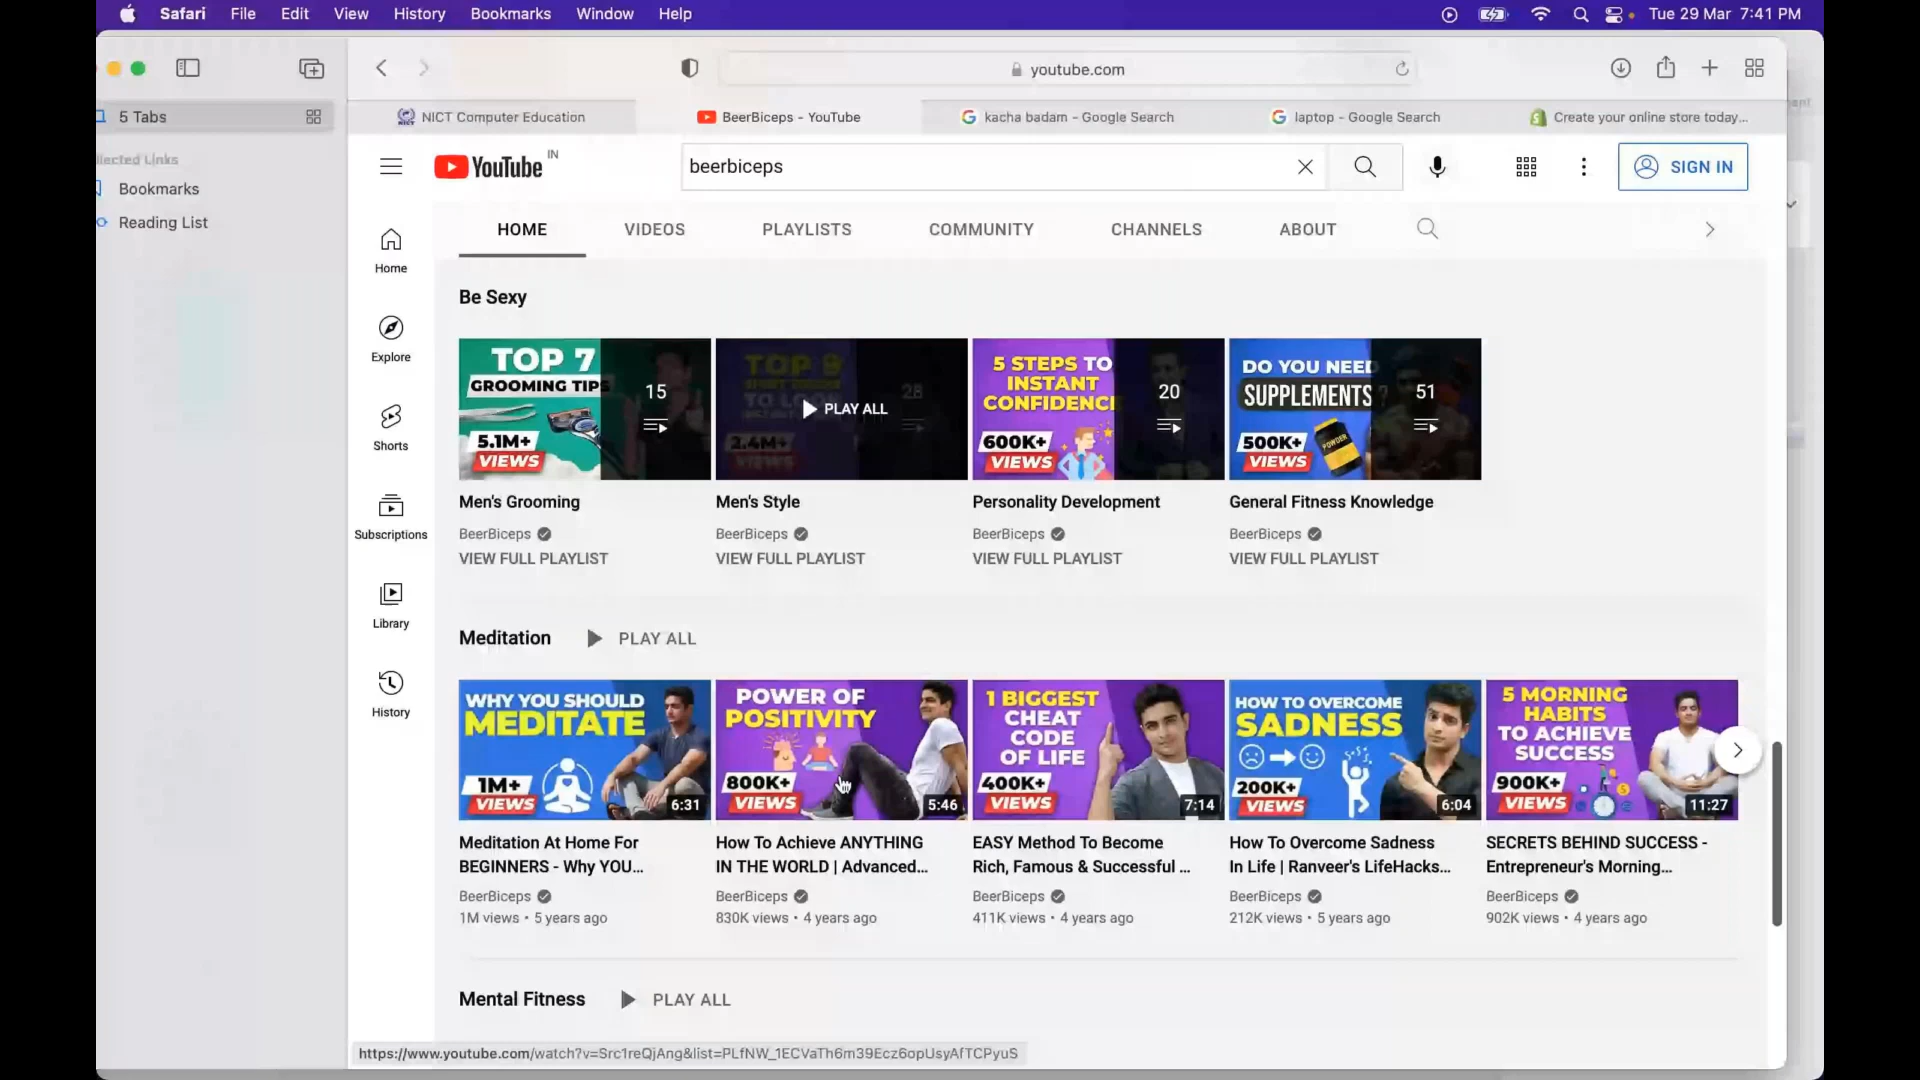 Safari File Edit View History Bookmarks Window Help
Tue 29 Mar 7:41 PM
youtube.com
5 Tabs
llected Links
Bookmarks
Reading List
NICT Computer Education
BeerBiceps - YouTube
kacha badam - Google Search
laptop - Google Search
Create your online store today...
YouTube IN
beerbiceps
SIGN IN
HOME VIDEOS PLAYLISTS COMMUNITY CHANNELS ABOUT
Home
Explore
Shorts
Subscriptions
Library
History
Be Sexy
TOP 7
GROOMING TIPS
5.1M+
VIEWS
15
PLAY ALL
28
2.4M+
VIEWS
5 STEPS TO
INSTANT
CONFIDENCE
600K+
VIEWS
20
DO YOU NEED
SUPPLEMENTS?
500K+
VIEWS
POWDER
51
Men's Grooming
BeerBiceps
VIEW FULL PLAYLIST
Men's Style
BeerBiceps
VIEW FULL PLAYLIST
Personality Development
BeerBiceps
VIEW FULL PLAYLIST
General Fitness Knowledge
BeerBiceps
VIEW FULL PLAYLIST
Meditation PLAY ALL
WHY YOU SHOULD
MEDITATE
1M+
VIEWS
6:31
POWER OF
POSITIVITY
800K+
VIEWS
5:46
1 BIGGEST
CHEAT
CODE
OF LIFE
400K+
VIEWS
7:14
HOW TO OVERCOME
SADNESS
200K+
VIEWS
6:04
5 MORNING
HABITS
TO ACHIEVE
SUCCESS
900K+
VIEWS
11:27
Meditation At Home For
BEGINNERS - Why YOU...
BeerBiceps
1M views • 5 years ago
How To Achieve ANYTHING
IN THE WORLD | Advanced...
BeerBiceps
830K views • 4 years ago
EASY Method To Become
Rich, Famous & Successful ...
BeerBiceps
411K views • 4 years ago
How To Overcome Sadness
In Life | Ranveer's LifeHacks...
BeerBiceps
212K views • 5 years ago
SECRETS BEHIND SUCCESS -
Entrepreneur's Morning...
BeerBiceps
902K views • 4 years ago
Mental Fitness PLAY ALL
https://www.youtube.com/watch?v=Src1reQjAng&list=PLfNW_1ECVaTh6m39Ecz6opUsyAfTCPyuS